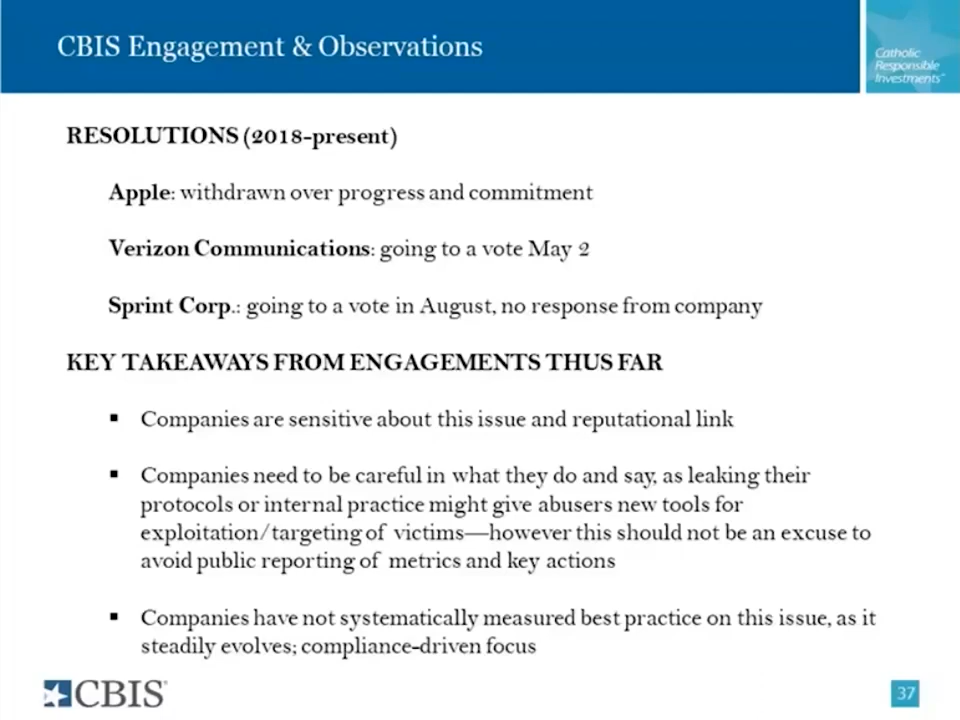 CBIS Engagement & Observations
Catholic
Responsible
Investments℠
RESOLUTIONS (2018-present)
Apple: withdrawn over progress and commitment
Verizon Communications: going to a vote May 2
Sprint Corp.: going to a vote in August, no response from company
KEY TAKEAWAYS FROM ENGAGEMENTS THUS FAR
▪ Companies are sensitive about this issue and reputational link
▪ Companies need to be careful in what they do and say, as leaking their
protocols or internal practice might give abusers new tools for
exploitation/targeting of victims—however this should not be an excuse to
avoid public reporting of metrics and key actions
▪ Companies have not systematically measured best practice on this issue, as it
steadily evolves; compliance-driven focus
CBIS®
37